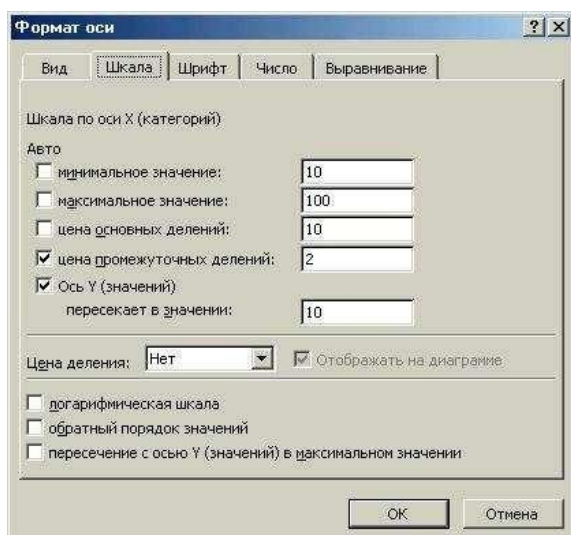 Формат оси
Вид Шкала Шрифт Число Выравнивание
Шкала по оси X (категорий)
Авто
минимальное значение: 10
максимальное значение: 100
цена основных делений: 10
цена промежуточных делений: 2
Ось Y (значений)
пересекает в значении: 10
Цена деления: Нет Отображать на диаграмме
логарифмическая шкала
обратный порядок значений
пересечение с осью Y (значений) в максимальном значении
ОК Отмена